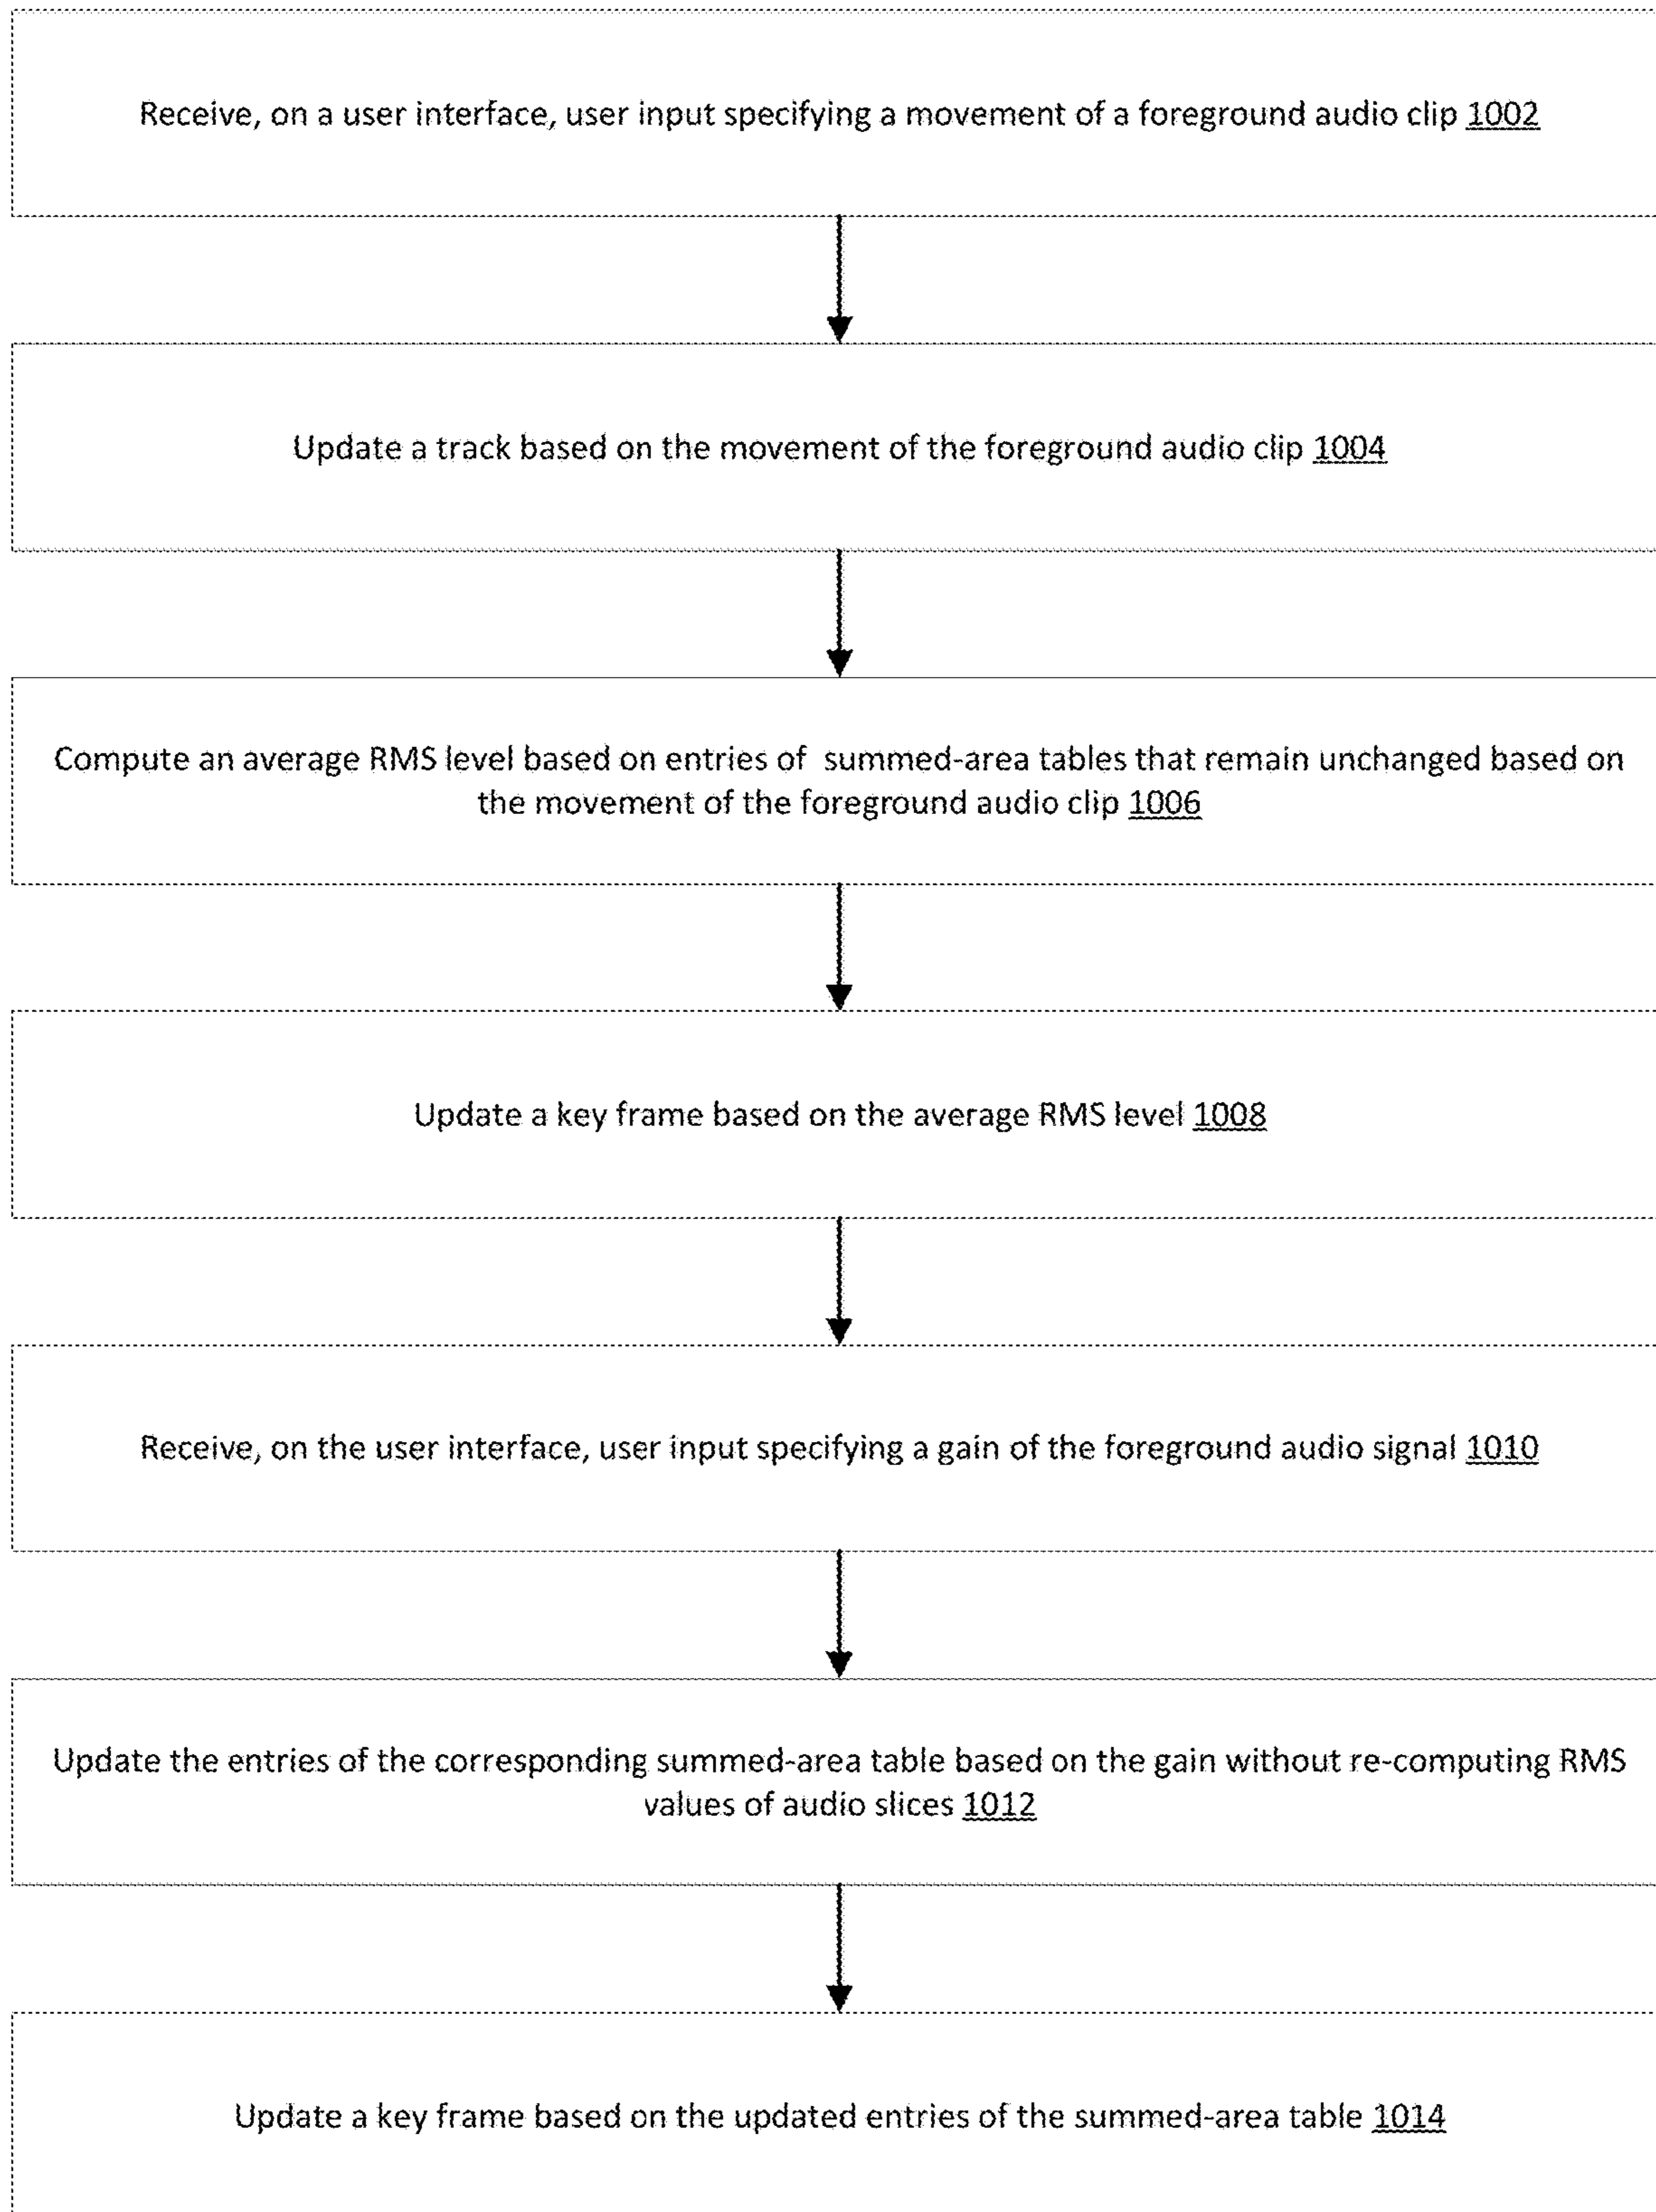 Receive, on a user interface, user input specifying a movement of a foreground audio clip 1002
Update a track based on the movement of the foreground audio clip 1004
Compute an average RMS level based on entries of summed-area tables that remain unchanged based on
the movement of the foreground audio clip 1006
Update a key frame based on the average RMS level 1008
Receive, on the user interface, user input specifying a gain of the foreground audio signal 1010
Update the entries of the corresponding summed-area table based on the gain without re-computing RMS
values of audio slices 1012
Update a key frame based on the updated entries of the summed-area table 1014